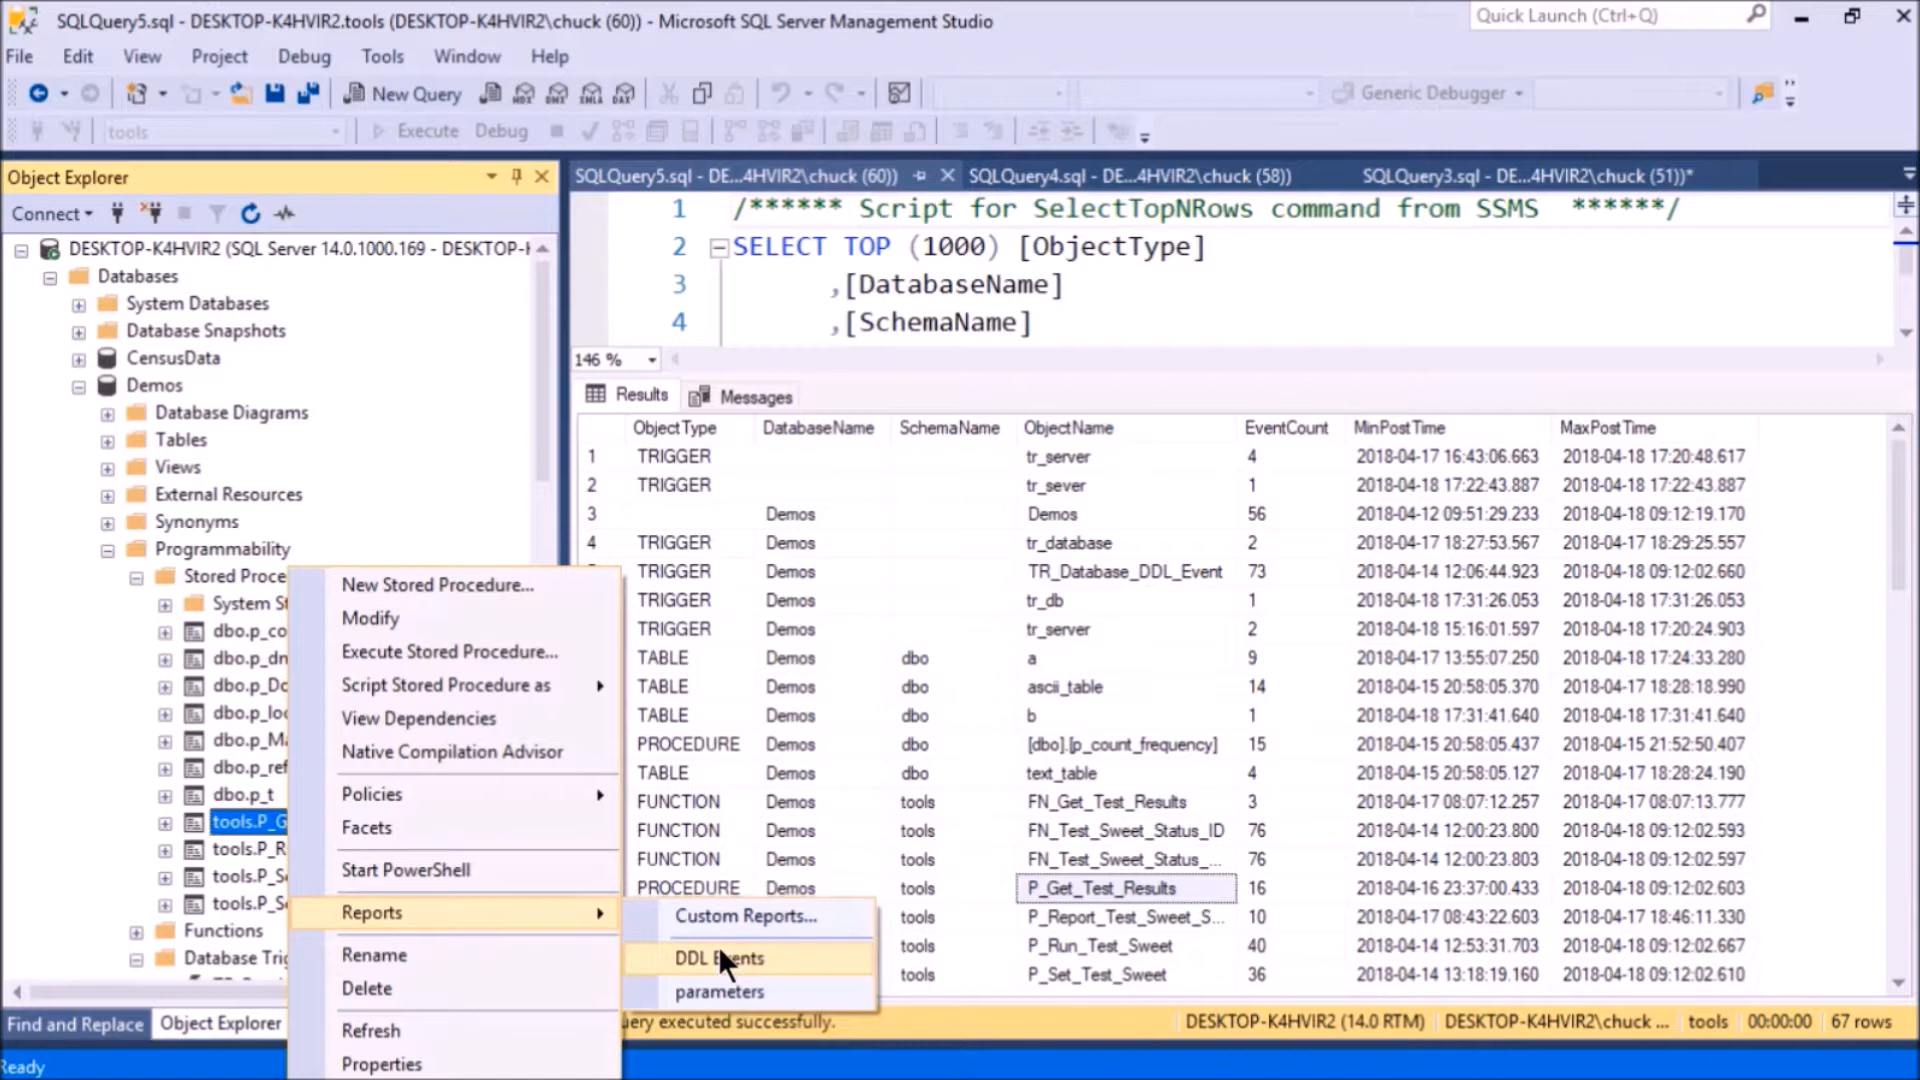 SQLQuery5.sql - DESKTOP-K4HVIR2.tools (DESKTOP-K4HVIR2\chuck (60)) - Microsoft SQL Server Management Studio
Quick Launch (Ctrl+Q)
File Edit View Project Debug Tools Window Help
New Query MDX DMX XMLA DAX Generic Debugger
tools Execute Debug
Object Explorer
Connect
DESKTOP-K4HVIR2 (SQL Server 14.0.1000.169 - DESKTOP-
Databases
System Databases
Database Snapshots
CensusData
Demos
Database Diagrams
Tables
Views
External Resources
Synonyms
Programmability
Stored Proce
System St
dbo.p_co
dbo.p_dn
dbo.p_Do
dbo.p_loc
dbo.p_Ma
dbo.p_ref
dbo.p_t
tools.P_G
tools.P_R
tools.P_Se
tools.P_Se
Functions
Database Trig
Find and Replace Object Explorer
Ready
New Stored Procedure...
Modify
Execute Stored Procedure...
Script Stored Procedure as
View Dependencies
Native Compilation Advisor
Policies
Facets
Start PowerShell
Reports
Rename
Delete
Refresh
Properties
Custom Reports...
DDL Events
parameters
SQLQuery5.sql - DE...4HVIR2\chuck (60)) SQLQuery4.sql - DE...4HVIR2\chuck (58)) SQLQuery3.sql - DE...4HVIR2\chuck (51))*
1 /****** Script for SelectTopNRows command from SSMS ******/
2 SELECT TOP (1000) [ObjectType]
3 ,[DatabaseName]
4 ,[SchemaName]
146 %
Results Messages
ObjectType DatabaseName SchemaName ObjectName EventCount MinPostTime MaxPostTime
1 TRIGGER tr_server 4 2018-04-17 16:43:06.663 2018-04-18 17:20:48.617
2 TRIGGER tr_sever 1 2018-04-18 17:22:43.887 2018-04-18 17:22:43.887
3 Demos Demos 56 2018-04-12 09:51:29.233 2018-04-18 09:12:19.170
4 TRIGGER Demos tr_database 2 2018-04-17 18:27:53.567 2018-04-17 18:29:25.557
TRIGGER Demos TR_Database_DDL_Event 73 2018-04-14 12:06:44.923 2018-04-18 09:12:02.660
TRIGGER Demos tr_db 1 2018-04-18 17:31:26.053 2018-04-18 17:31:26.053
TRIGGER Demos tr_server 2 2018-04-18 15:16:01.597 2018-04-18 17:20:24.903
TABLE Demos dbo a 9 2018-04-17 13:55:07.250 2018-04-18 17:24:33.280
TABLE Demos dbo ascii_table 14 2018-04-15 20:58:05.370 2018-04-17 18:28:18.990
TABLE Demos dbo b 1 2018-04-18 17:31:41.640 2018-04-18 17:31:41.640
PROCEDURE Demos dbo [dbo].[p_count_frequency] 15 2018-04-15 20:58:05.437 2018-04-15 21:52:50.407
TABLE Demos dbo text_table 4 2018-04-15 20:58:05.127 2018-04-17 18:28:24.190
FUNCTION Demos tools FN_Get_Test_Results 3 2018-04-17 08:07:12.257 2018-04-17 08:07:13.777
FUNCTION Demos tools FN_Test_Sweet_Status_ID 76 2018-04-14 12:00:23.800 2018-04-18 09:12:02.593
FUNCTION Demos tools FN_Test_Sweet_Status_... 76 2018-04-14 12:00:23.803 2018-04-18 09:12:02.597
PROCEDURE Demos tools P_Get_Test_Results 16 2018-04-16 23:37:00.433 2018-04-18 09:12:02.603
tools P_Report_Test_Sweet_S... 10 2018-04-17 08:43:22.603 2018-04-17 18:46:11.330
tools P_Run_Test_Sweet 40 2018-04-14 12:53:31.703 2018-04-18 09:12:02.667
tools P_Set_Test_Sweet 36 2018-04-14 13:18:19.160 2018-04-18 09:12:02.610
uery executed successfully. DESKTOP-K4HVIR2 (14.0 RTM) DESKTOP-K4HVIR2\chuck ... tools 00:00:00 67 rows